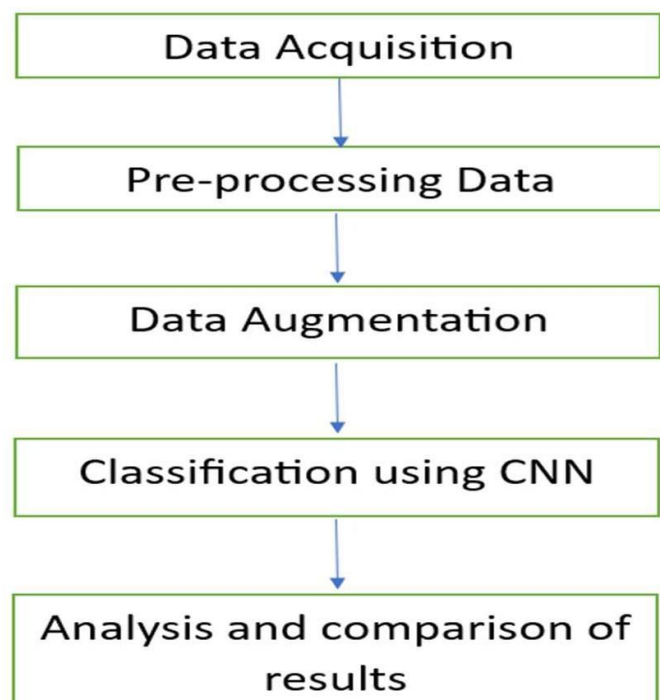 Data Acquisition
Pre-processing Data
Data Augmentation
Classification using CNN
Analysis and comparison of
results